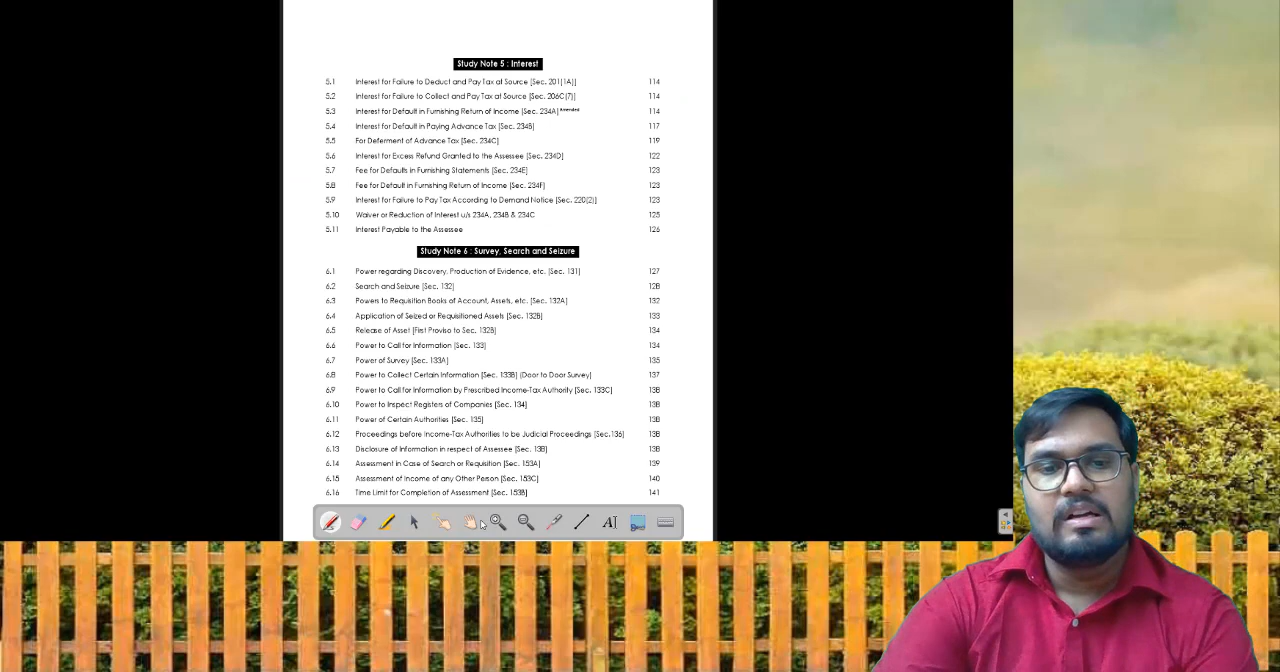 Study Note 5 : Interest
5.1 Interest for Failure to Deduct and Pay Tax at Source [Sec. 201(1A)] 114
5.2 Interest for Failure to Collect and Pay Tax at Source [Sec. 206C(7)] 114
5.3 Interest for Default in Furnishing Return of Income [Sec. 234A] Amended 114
5.4 Interest for Default in Paying Advance Tax [Sec. 234B] 117
5.5 For Deferment of Advance Tax [Sec. 234C] 119
5.6 Interest for Excess Refund Granted to the Assessee [Sec. 234D] 122
5.7 Fee for Defaults in Furnishing Statements [Sec. 234E] 123
5.8 Fee for Default in Furnishing Return of Income [Sec. 234F] 123
5.9 Interest for Failure to Pay Tax According to Demand Notice [Sec. 220(2)] 123
5.10 Waiver or Reduction of Interest u/s 234A, 234B & 234C 125
5.11 Interest Payable to the Assessee 126
Study Note 6 : Survey, Search and Seizure
6.1 Power regarding Discovery, Production of Evidence, etc. [Sec. 131] 127
6.2 Search and Seizure [Sec. 132] 128
6.3 Powers to Requisition Books of Account, Assets, etc. [Sec. 132A] 132
6.4 Application of Seized or Requisitioned Assets [Sec. 132B] 133
6.5 Release of Asset [First Proviso to Sec. 132B] 134
6.6 Power to Call for Information [Sec. 133] 134
6.7 Power of Survey [Sec. 133A] 135
6.8 Power to Collect Certain Information [Sec. 133B] (Door to Door Survey) 137
6.9 Power to Call for Information by Prescribed Income-Tax Authority [Sec. 133C] 138
6.10 Power to Inspect Registers of Companies [Sec. 134] 138
6.11 Power of Certain Authorities [Sec. 135] 138
6.12 Proceedings before Income-Tax Authorities to be Judicial Proceedings [Sec.136] 138
6.13 Disclosure of Information in respect of Assessee [Sec. 138] 138
6.14 Assessment in Case of Search or Requisition [Sec. 153A] 139
6.15 Assessment of Income of any Other Person [Sec. 153C] 140
6.16 Time Limit for Completion of Assessment [Sec. 153B] 141